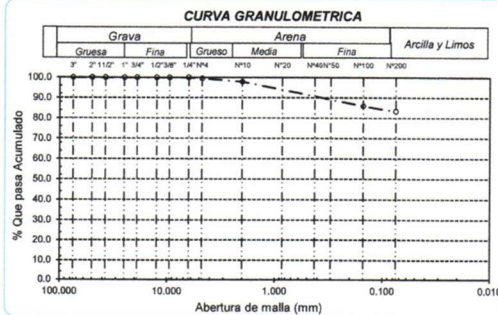 CURVA GRANULOMETRICA
Grava Arena Arcilla y Limos
Gruesa Fina Grueso Media Fina
3" 2" 1 1/2" 1" 3/4" 1/2" 3/8" 1/4" N°4 N°10 N°20 N°40 N°50 N°100 N°200
% Que pasa Acumulado
100.0
90.0
80.0
70.0
60.0
50.0
40.0
30.0
20.0
10.0
0.0
100.000 10.000 1.000 0.100 0.010
Abertura de malla (mm)